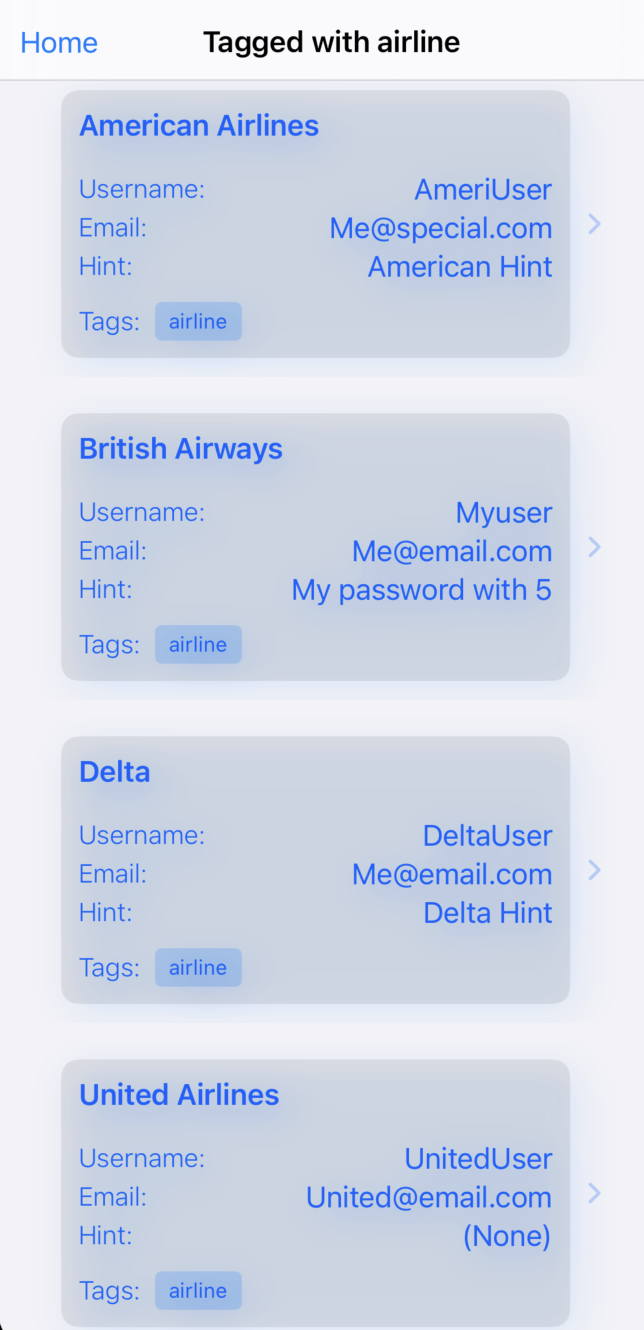 Home Tagged with airline
American Airlines
Username: AmeriUser
Email: Me@special.com
Hint: American Hint
Tags: airline
British Airways
Username: Myuser
Email: Me@email.com
Hint: My password with 5
Tags: airline
Delta
Username: DeltaUser
Email: Me@email.com
Hint: Delta Hint
Tags: airline
United Airlines
Username: UnitedUser
Email: United@email.com
Hint: (None)
Tags: airline